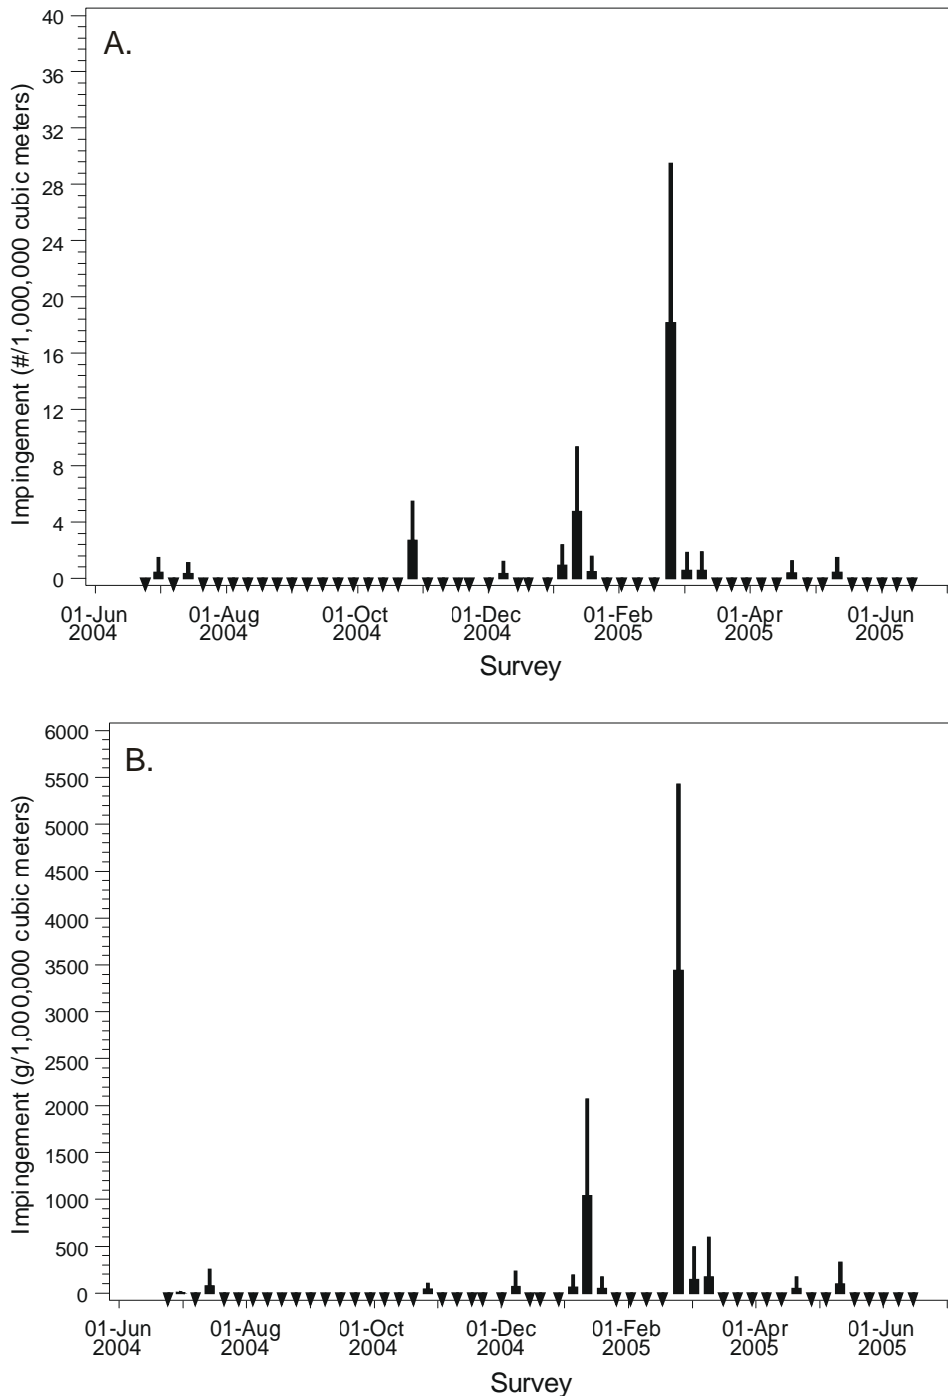 A.
Impingement (#/1,000,000 cubic meters)
40
36
32
28
24
20
16
12
8
4
0
01-Jun 01-Aug 01-Oct 01-Dec 01-Feb 01-Apr 01-Jun
2004 2004 2004 2004 2005 2005 2005
Survey
B.
Impingement (g/1,000,000 cubic meters)
6000
5500
5000
4500
4000
3500
3000
2500
2000
1500
1000
500
0
01-Jun 01-Aug 01-Oct 01-Dec 01-Feb 01-Apr 01-Jun
2004 2004 2004 2004 2005 2005 2005
Survey